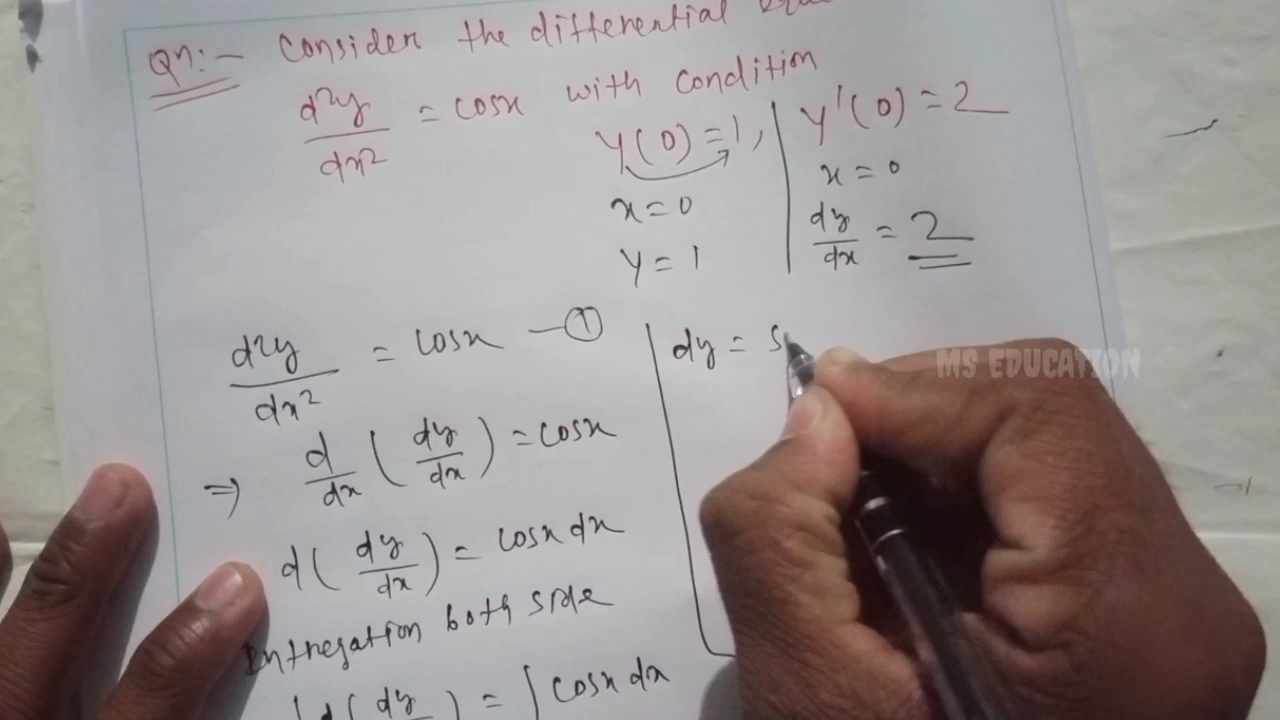 Qn:- Consider the differential
d²y/dx² = cosx with condition
y(0) = 1, y'(0) = 2
x = 0 x = 0
y = 1 dy/dx = 2
d²y/dx² = cosx — ①
⇒ d/dx (dy/dx) = cosx
d(dy/dx) = cosx dx
Entregation both side
∫d(dy/ ) = ∫cosx dx
dy = s
MS EDUCATION